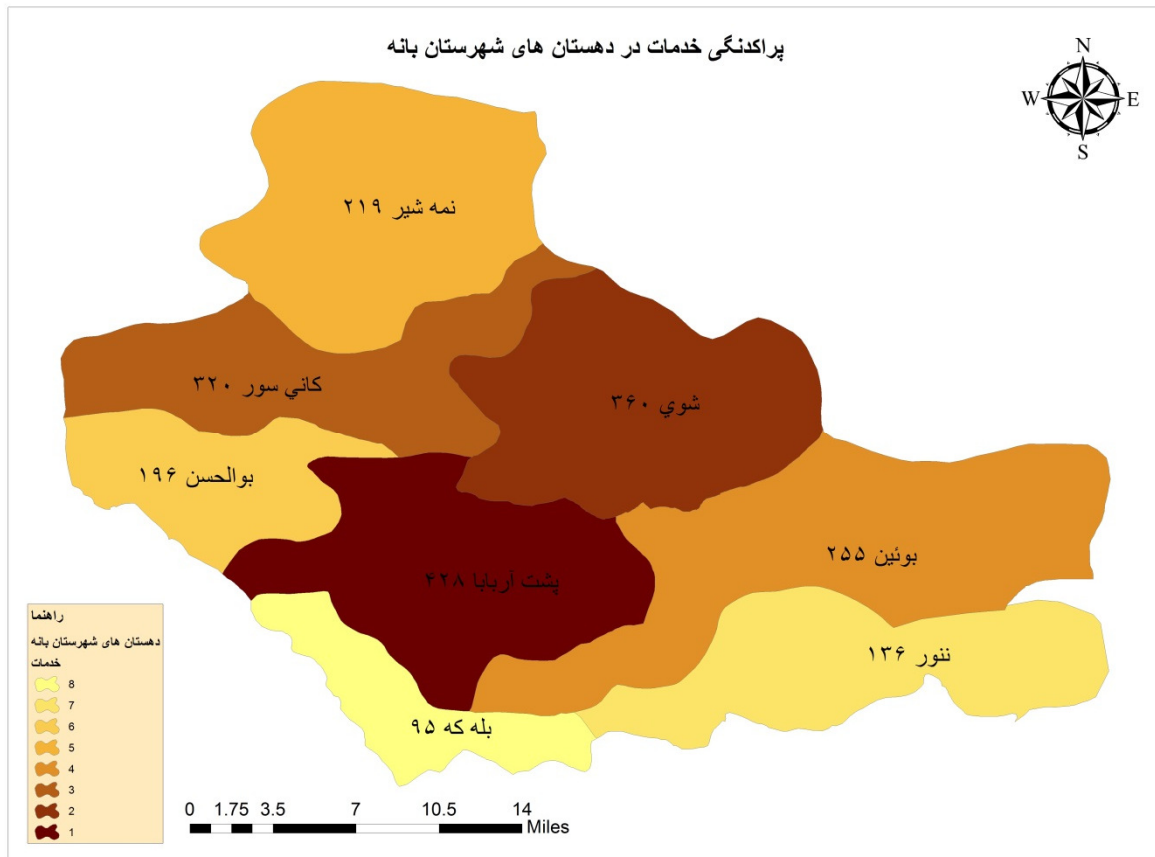 پراکدنگی خدمات در دهستان های شهرستان بانه
N
W E
S
نمه شیر ۲۱۹
کاني سور ۳۲۰
شوي ۳۶۰
بوالحسن ۱۹۶
بوئین ۲۵۵
پشت آربابا ۴۲۸
ننور ۱۳۶
بله که ۹۵
راهنما
دهستان های شهرستان بانه
خدمات
8
7
6
5
4
3
2
1
0 1.75 3.5 7 10.5 14
Miles